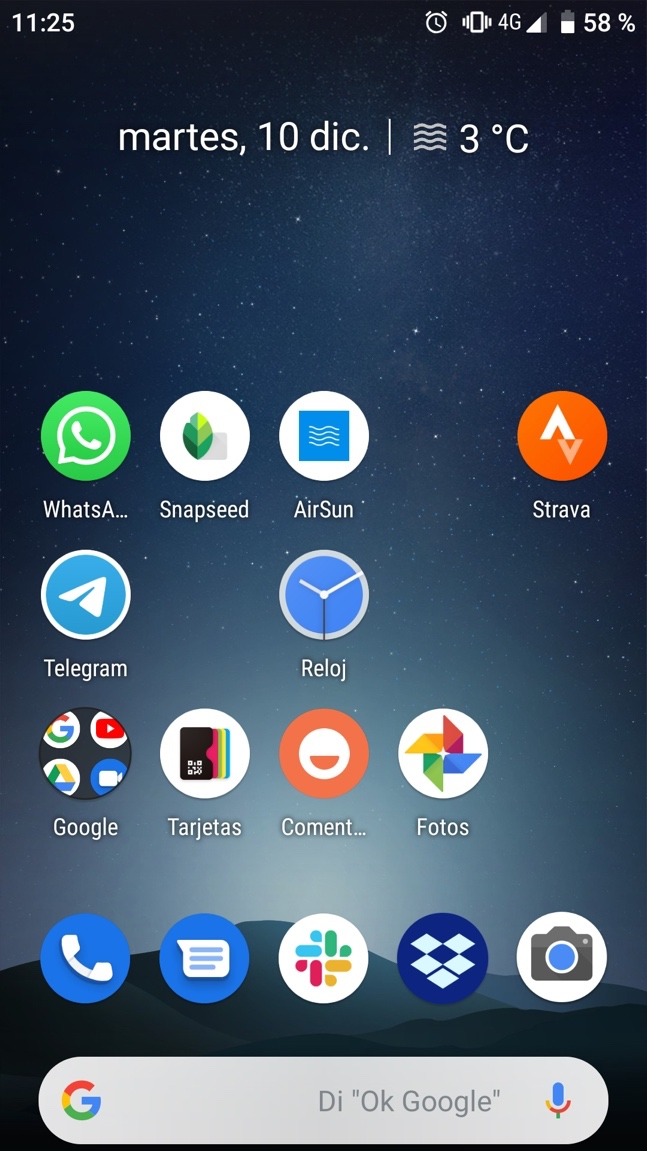 11:25 4G 58 %
martes, 10 dic. | 3 °C
WhatsA... Snapseed AirSun Strava
Telegram Reloj
Google Tarjetas Coment... Fotos
G Di "Ok Google"